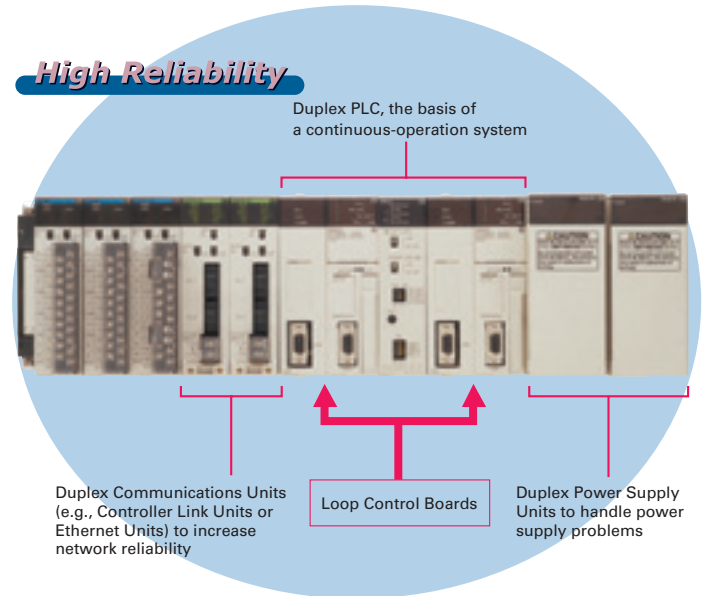 High Reliability
Duplex PLC, the basis of
a continuous-operation system
CAUTION
CAUTION
Duplex Communications Units
(e.g., Controller Link Units or
Ethernet Units) to increase
network reliability
Loop Control Boards
Duplex Power Supply
Units to handle power
supply problems